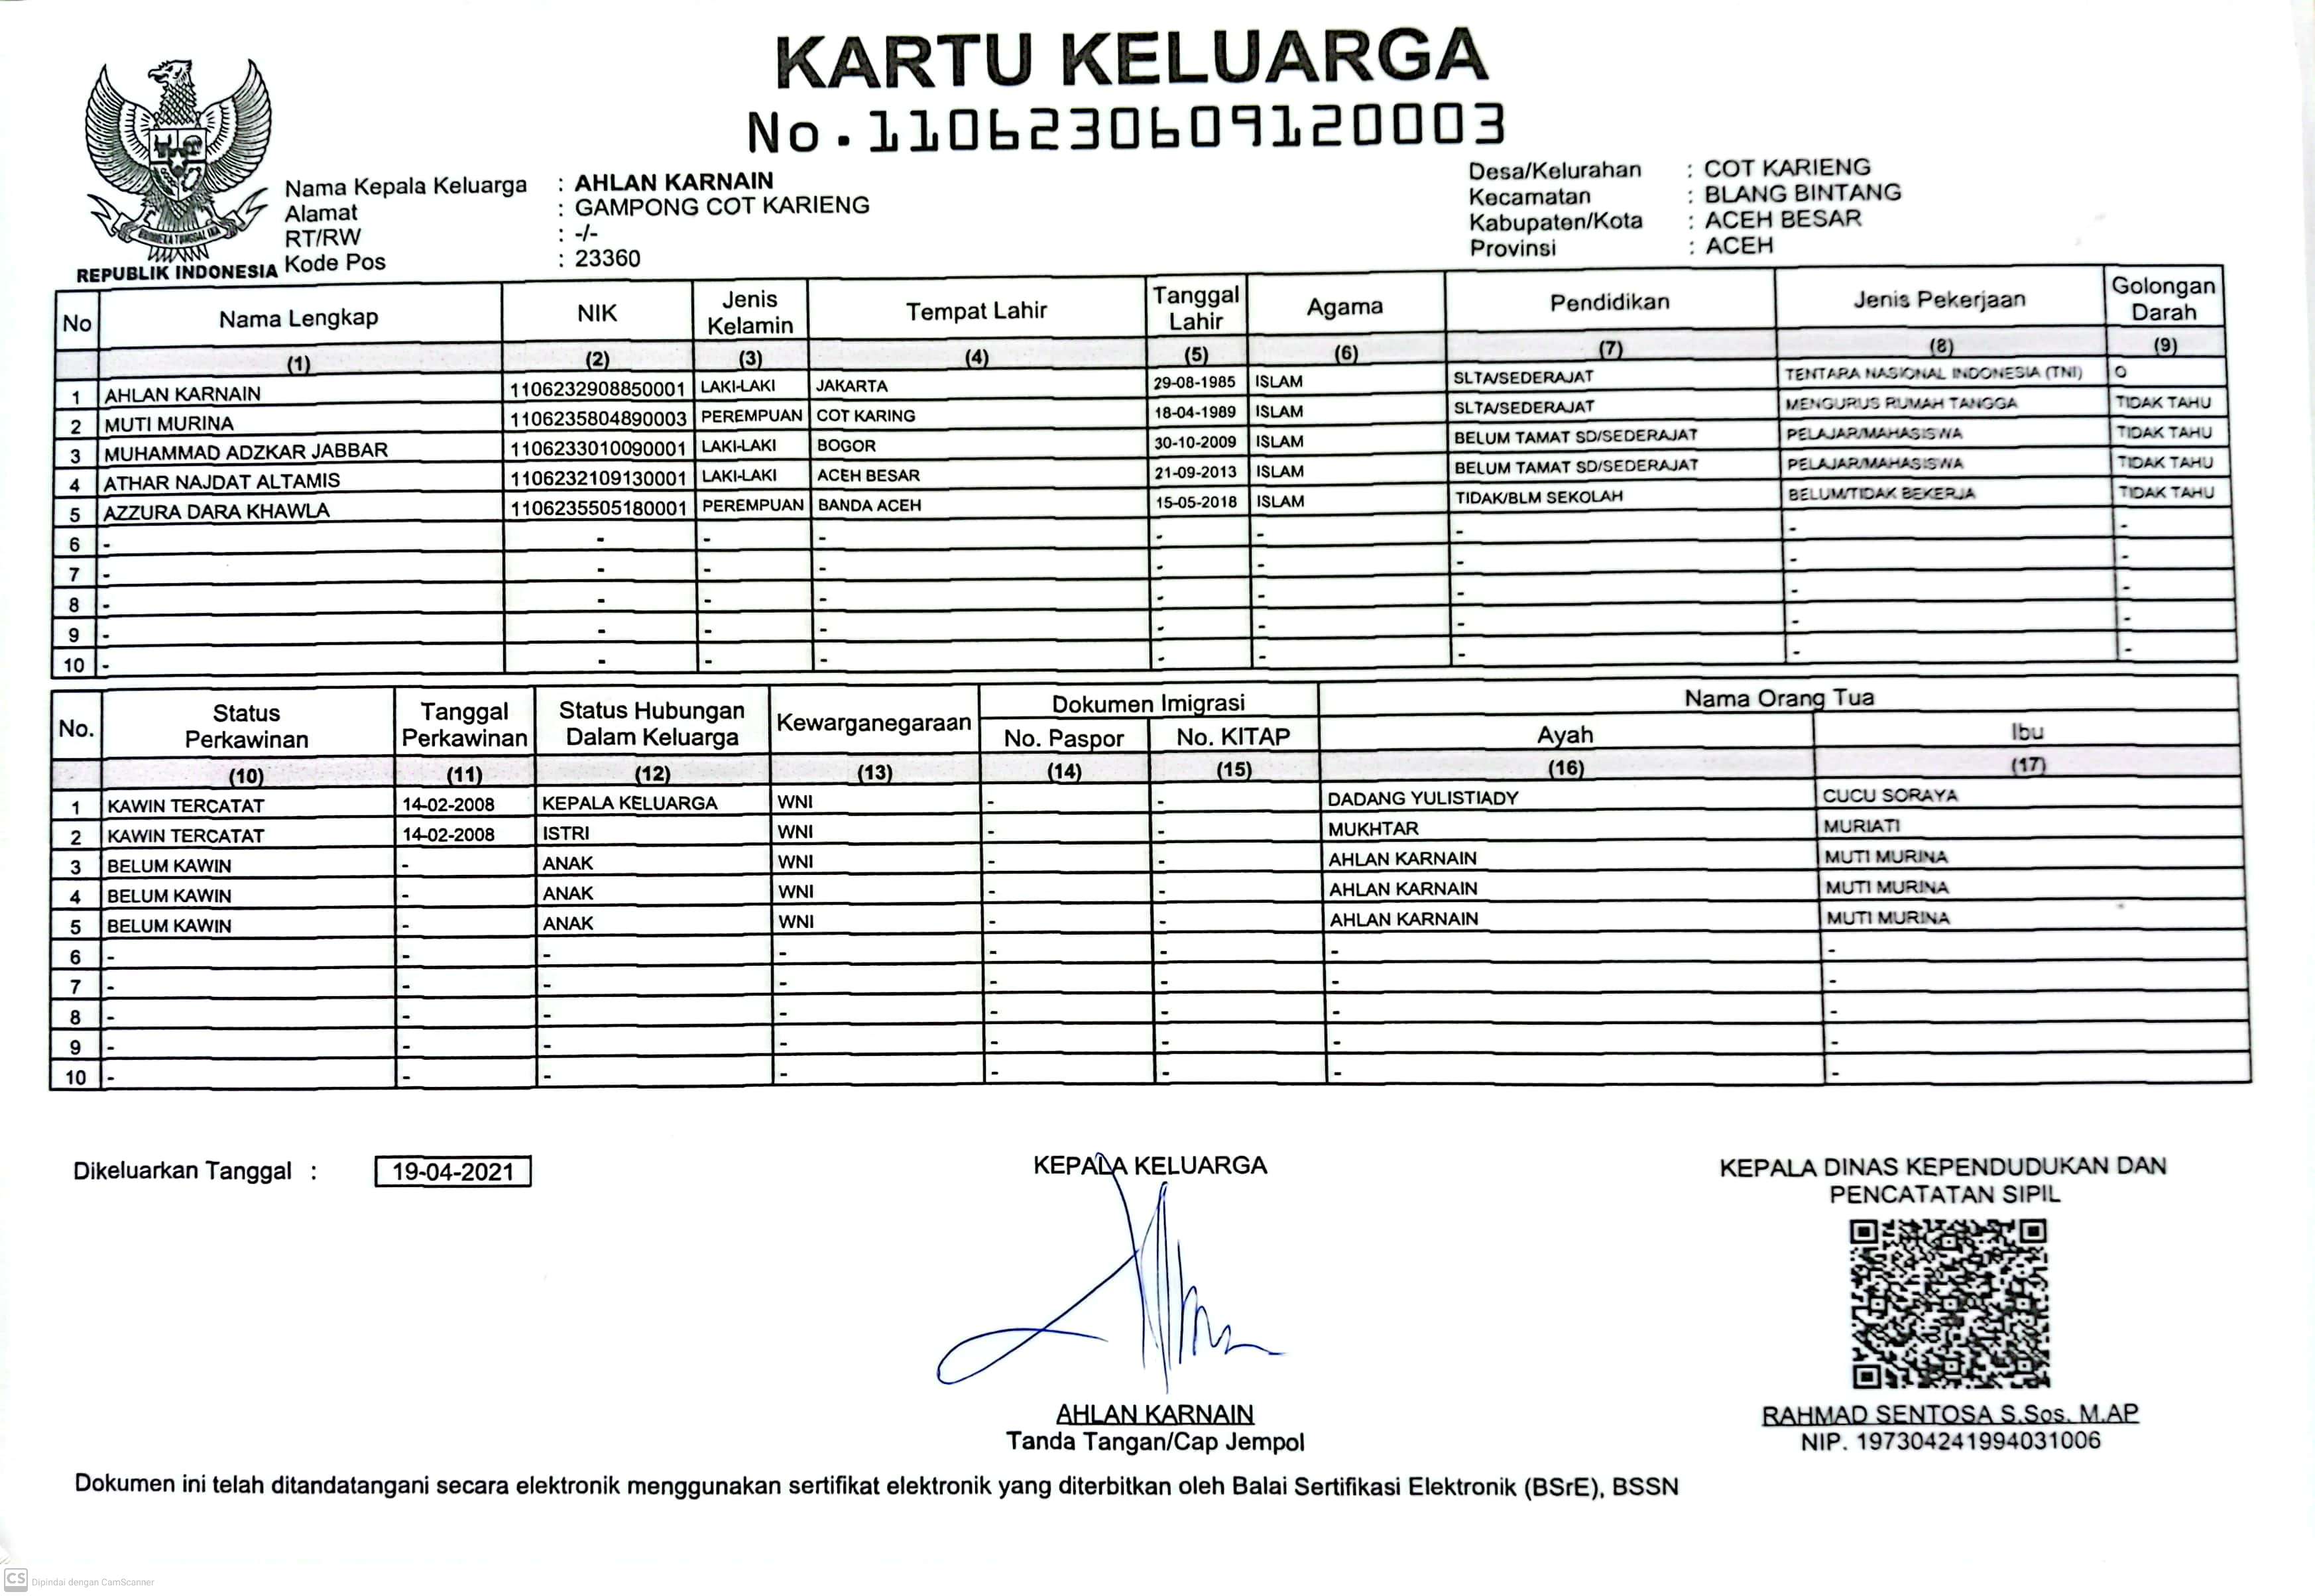 KARTU KELUARGA
No.1106230609120003
REPUBLIK INDONESIA
Nama Kepala Keluarga : AHLAN KARNAIN
Alamat : GAMPONG COT KARIENG
RT/RW : -/-
Kode Pos : 23360
Desa/Kelurahan : COT KARIENG
Kecamatan : BLANG BINTANG
Kabupaten/Kota : ACEH BESAR
Provinsi : ACEH
No Nama Lengkap NIK Jenis Kelamin Tempat Lahir Tanggal Lahir Agama Pendidikan Jenis Pekerjaan Golongan Darah
(1) (2) (3) (4) (5) (6) (7) (8) (9)
1 AHLAN KARNAIN 1106232908850001 LAKI-LAKI JAKARTA 29-08-1985 ISLAM SLTA/SEDERAJAT TENTARA NASIONAL INDONESIA (TNI) O
2 MUTI MURINA 1106235804890003 PEREMPUAN COT KARING 18-04-1989 ISLAM SLTA/SEDERAJAT MENGURUS RUMAH TANGGA TIDAK TAHU
3 MUHAMMAD ADZKAR JABBAR 1106233010090001 LAKI-LAKI BOGOR 30-10-2009 ISLAM BELUM TAMAT SD/SEDERAJAT PELAJAR/MAHASISWA TIDAK TAHU
4 ATHAR NAJDAT ALTAMIS 1106232109130001 LAKI-LAKI ACEH BESAR 21-09-2013 ISLAM BELUM TAMAT SD/SEDERAJAT PELAJAR/MAHASISWA TIDAK TAHU
5 AZZURA DARA KHAWLA 1106235505180001 PEREMPUAN BANDA ACEH 15-05-2018 ISLAM TIDAK/BLM SEKOLAH BELUM/TIDAK BEKERJA TIDAK TAHU
6 - - - - - - - - -
7 - - - - - - - - -
8 - - - - - - - - -
9 - - - - - - - - -
10 - - - - - - - - -
No. Status Perkawinan Tanggal Perkawinan Status Hubungan Dalam Keluarga Kewarganegaraan Dokumen Imigrasi No. Paspor No. KITAP Nama Orang Tua Ayah Ibu
(10) (11) (12) (13) (14) (15) (16) (17)
1 KAWIN TERCATAT 14-02-2008 KEPALA KELUARGA WNI - - DADANG YULISTIADY CUCU SORAYA
2 KAWIN TERCATAT 14-02-2008 ISTRI WNI - - MUKHTAR MURIATI
3 BELUM KAWIN - ANAK WNI - - AHLAN KARNAIN MUTI MURINA
4 BELUM KAWIN - ANAK WNI - - AHLAN KARNAIN MUTI MURINA
5 BELUM KAWIN - ANAK WNI - - AHLAN KARNAIN MUTI MURINA
6 - - - - - - - -
7 - - - - - - - -
8 - - - - - - - -
9 - - - - - - - -
10 - - - - - - - -
Dikeluarkan Tanggal : 19-04-2021
KEPALA KELUARGA
AHLAN KARNAIN
Tanda Tangan/Cap Jempol
KEPALA DINAS KEPENDUDUKAN DAN
PENCATATAN SIPIL
RAHMAD SENTOSA S.Sos. M.AP
NIP. 197304241994031006
Dokumen ini telah ditandatangani secara elektronik menggunakan sertifikat elektronik yang diterbitkan oleh Balai Sertifikasi Elektronik (BSrE), BSSN
CS Dipindai dengan CamScanner